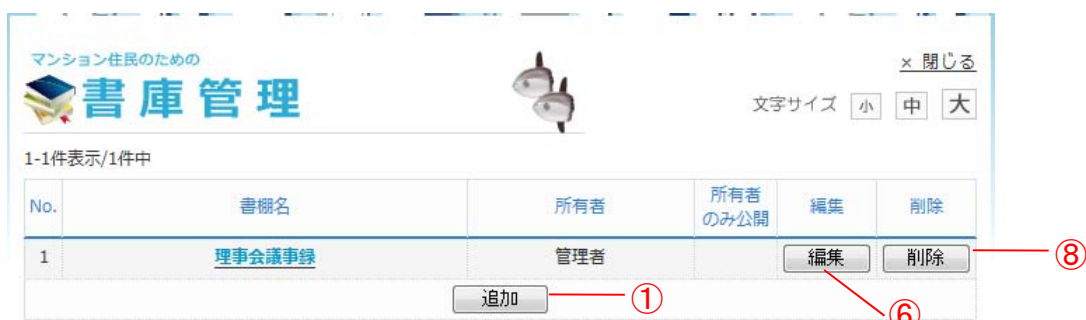 マンション住民のための
書庫管理
× 閉じる
文字サイズ 小 中 大
1-1件表示/1件中
No. 書棚名 所有者 所有者のみ公開 編集 削除
1 理事会議事録 管理者 編集 削除 ⑧
追加 ①
⑥